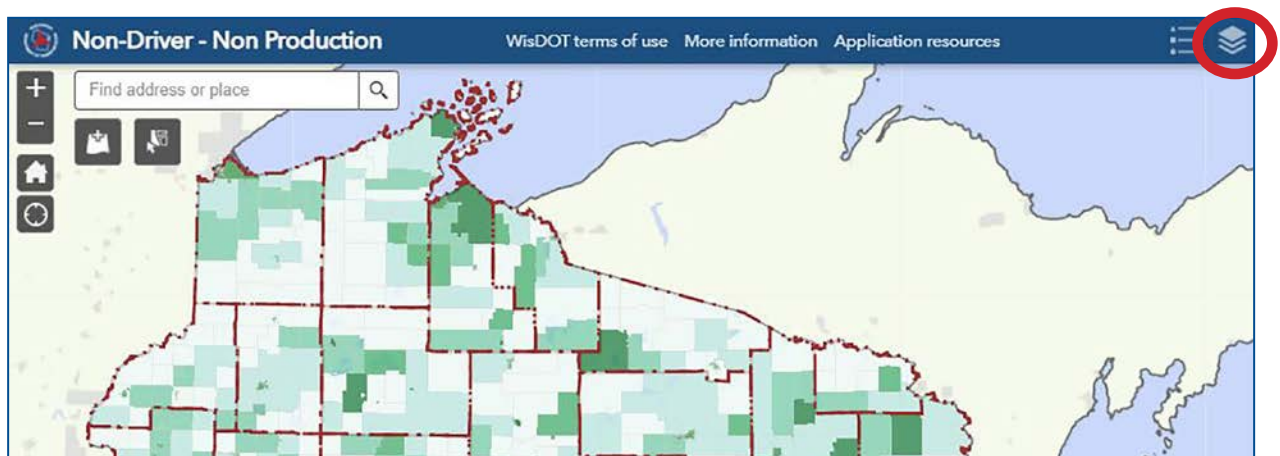 Non-Driver - Non Production
WisDOT terms of use More information Application resources
Find address or place